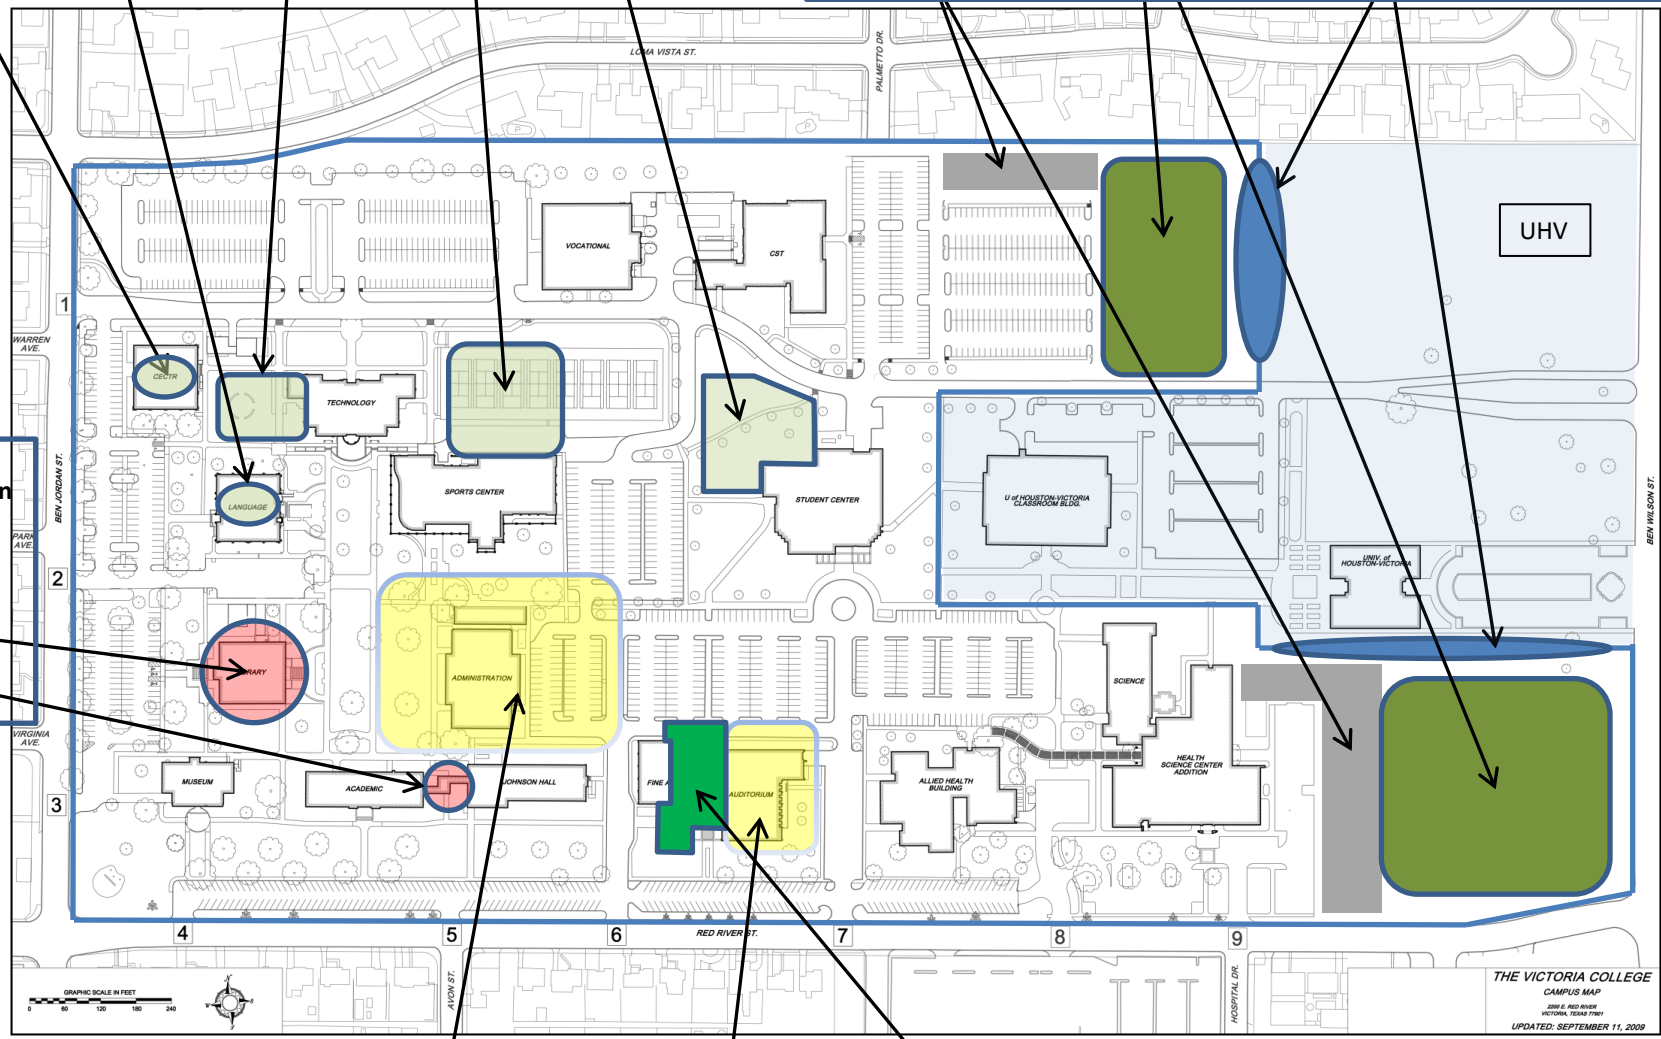 LOMA VISTA ST.
PALMETTO DR.
UHV
VOCATIONAL
CST
1
WARREN
AVE.
CECTR
TECHNOLOGY
BEN JORDAN ST.
n
LANGUAGE
SPORTS CENTER
STUDENT CENTER
U of HOUSTON-VICTORIA
CLASSROOM BLDG.
BEN WILSON ST.
PARK
AVE.
2
UNIV. of
HOUSTON-VICTORIA
RARY
ADMINISTRATION
SCIENCE
VIRGINIA
AVE.
MUSEUM
ACADEMIC
JOHNSON HALL
FINE A
AUDITORIUM
ALLIED HEALTH
BUILDING
HEALTH
SCIENCE CENTER
ADDITION
3
4
5
6
RED RIVER ST.
7
8
9
AVON ST.
HOSPITAL DR.
GRAPHIC SCALE IN FEET
0 60 120 180 240
N
W
E
THE VICTORIA COLLEGE
CAMPUS MAP
2200 E. RED RIVER
VICTORIA, TEXAS 77901
UPDATED: SEPTEMBER 11, 2009